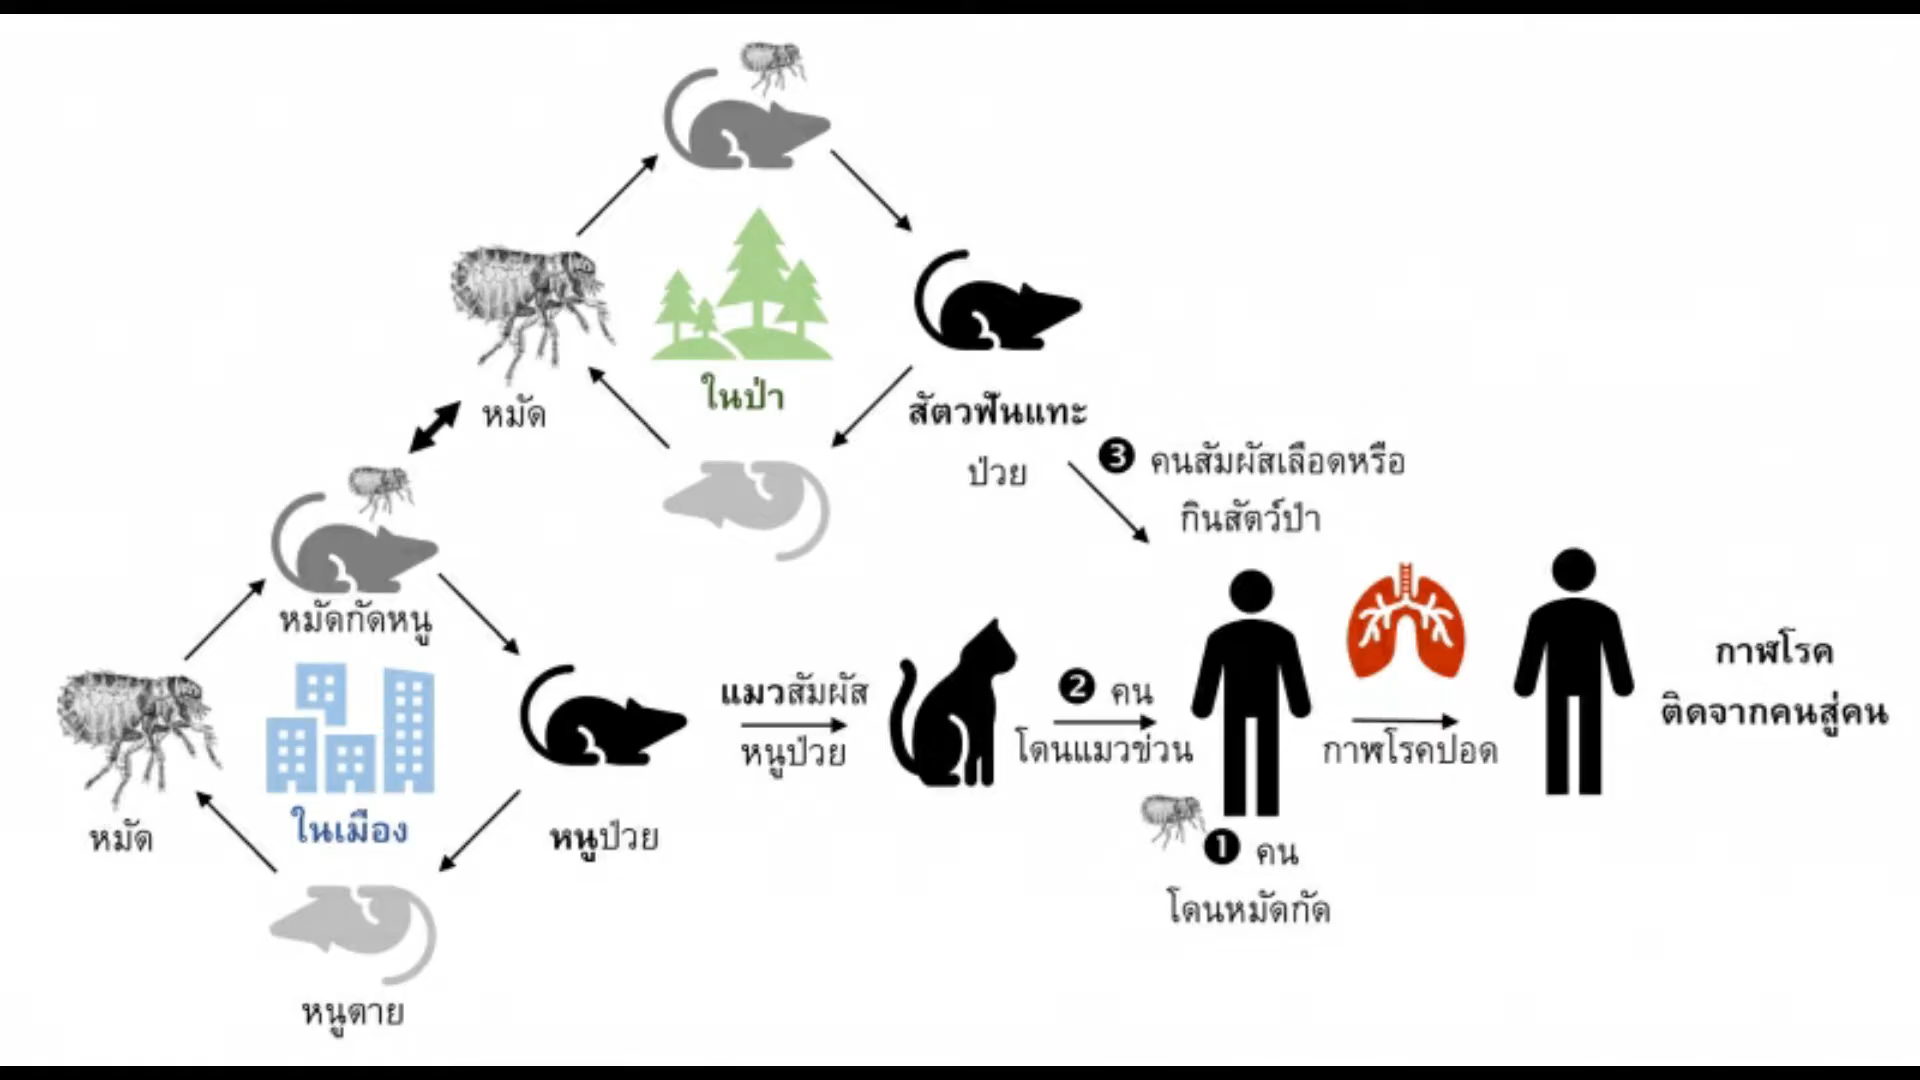 ในป่า
หมัด
สัตวฟันแทะ
ป่วย
❸ คนสัมผัสเลือดหรือ
กินสัตว์ป่า
หมัดกัดหนู
หมัด
ในเมือง
หนูป่วย
หนูตาย
แมวสัมผัส
หนูป่วย
❷ คน
โดนแมวข่วน
❶ คน
โดนหมัดกัด
กาฬโรคปอด
กาฬโรค
ติดจากคนสู่คน